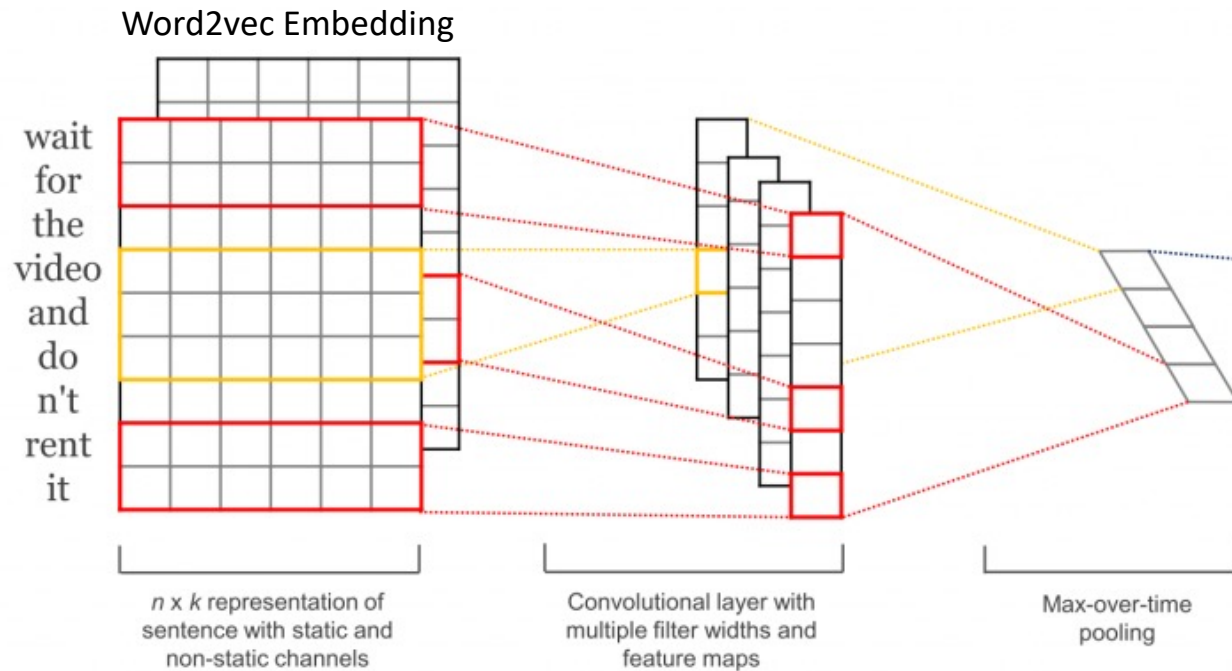 Word2vec Embedding
wait
for
the
video
and
do
n't
rent
it
n x k representation of
sentence with static and
non-static channels
Convolutional layer with
multiple filter widths and
feature maps
Max-over-time
pooling